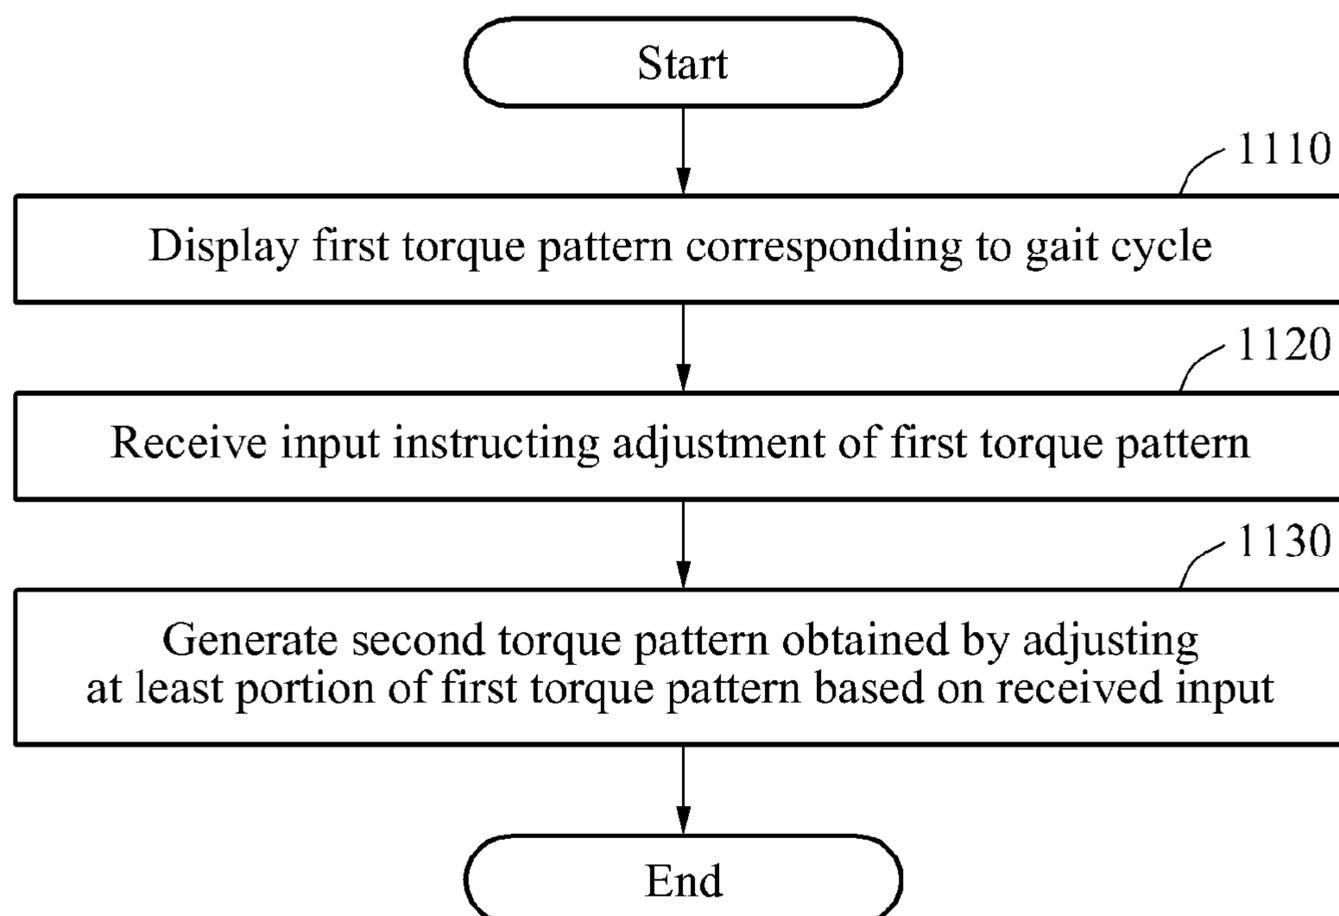 Start
1110
Display first torque pattern corresponding to gait cycle
1120
Receive input instructing adjustment of first torque pattern
1130
Generate second torque pattern obtained by adjusting
at least portion of first torque pattern based on received input
End